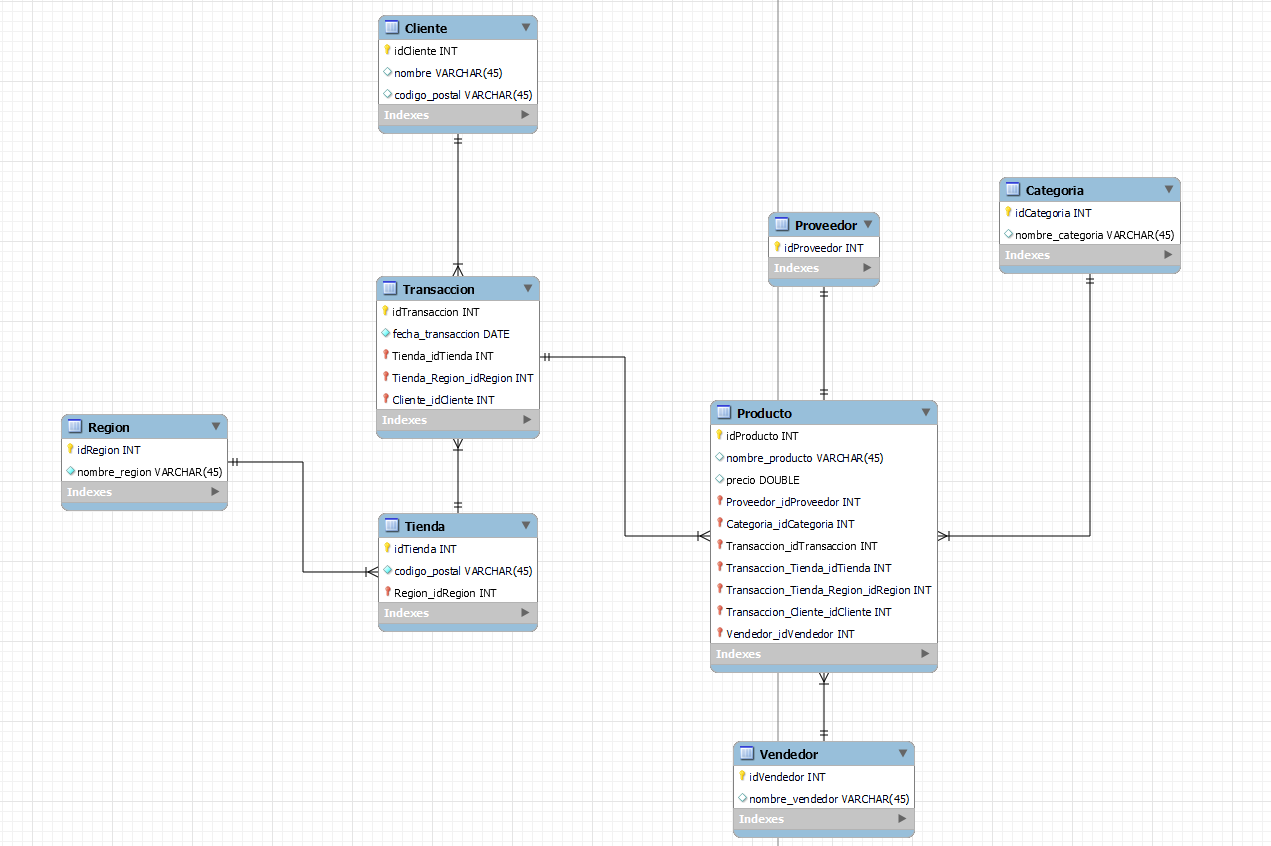 Cliente
idCliente INT
nombre VARCHAR(45)
codigo_postal VARCHAR(45)
Indexes
Transaccion
idTransaccion INT
fecha_transaccion DATE
Tienda_idTienda INT
Tienda_Region_idRegion INT
Cliente_idCliente INT
Indexes
Region
idRegion INT
nombre_region VARCHAR(45)
Indexes
Tienda
idTienda INT
codigo_postal VARCHAR(45)
Region_idRegion INT
Indexes
Proveedor
idProveedor INT
Indexes
Categoria
idCategoria INT
nombre_categoria VARCHAR(45)
Indexes
Producto
idProducto INT
nombre_producto VARCHAR(45)
precio DOUBLE
Proveedor_idProveedor INT
Categoria_idCategoria INT
Transaccion_idTransaccion INT
Transaccion_Tienda_idTienda INT
Transaccion_Tienda_Region_idRegion INT
Transaccion_Cliente_idCliente INT
Vendedor_idVendedor INT
Indexes
Vendedor
idVendedor INT
nombre_vendedor VARCHAR(45)
Indexes